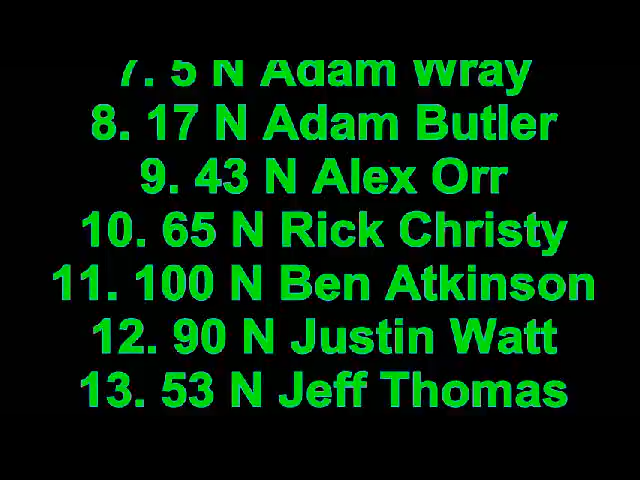 7. 5 N Adam Wray
8. 17 N Adam Butler
9. 43 N Alex Orr
10. 65 N Rick Christy
11. 100 N Ben Atkinson
12. 90 N Justin Watt
13. 53 N Jeff Thomas